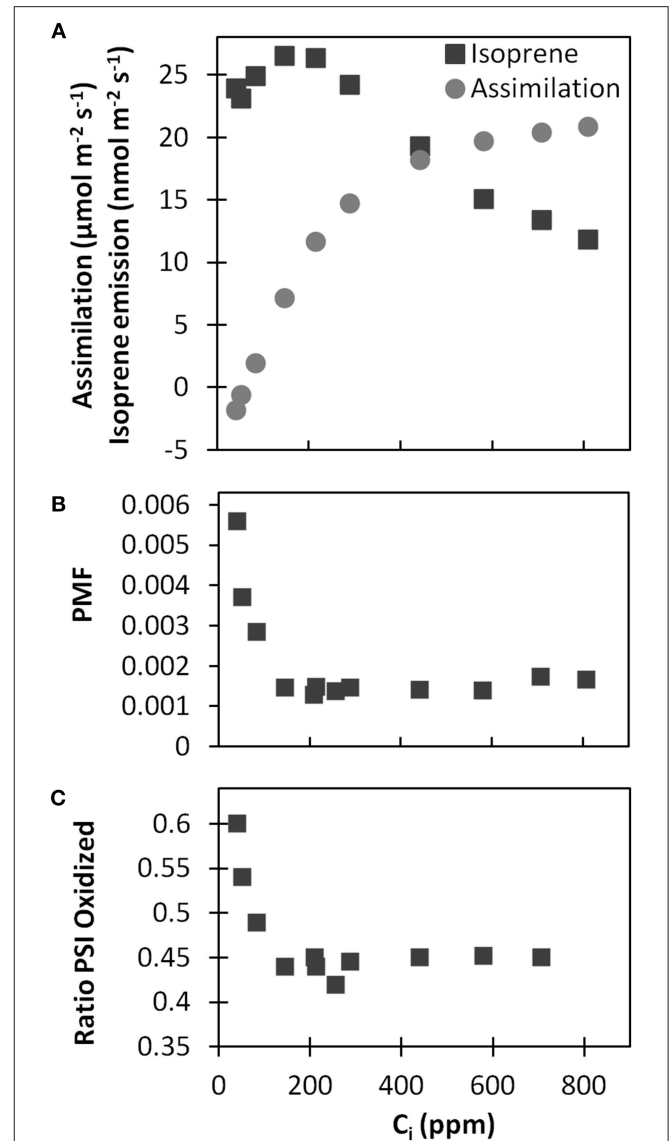 A
Assimilation (µmol m⁻² s⁻¹)
Isoprene emission (nmol m⁻² s⁻¹)
25
20
15
10
5
0
-5
Isoprene
Assimilation
B
PMF
0.006
0.005
0.004
0.003
0.002
0.001
0
C
Ratio PSI Oxidized
0.6
0.55
0.5
0.45
0.4
0.35
0 200 400 600 800
Cᵢ (ppm)